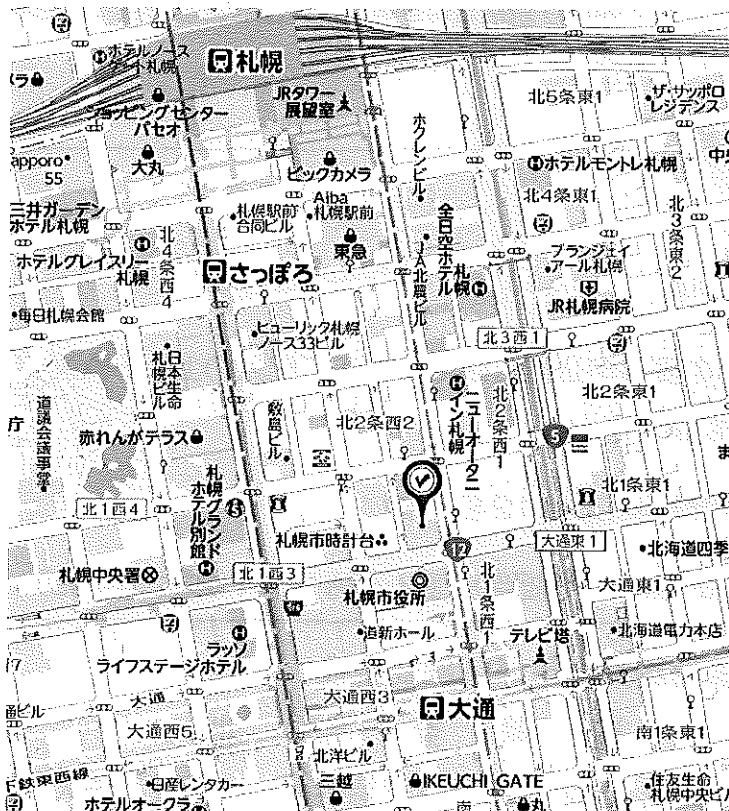 札幌
ホテルノース
ゲート札幌
ショッピングセンター
パセオ
JRタワー
展望室
北5条東1
ザ・サッポロ
レジデンス
sapporo
55
大丸
ビックカメラ
ホクレンビル
ホテルモントレ札幌
北4条東1
三井ガーデン
ホテル札幌
北4条西4
札幌駅前
合同ビル
Aiba
札幌駅前
東急
全日空ホテル
札幌
JA北農ビル
北3条東2
ホテルグレイスリー
札幌
さっぽろ
ブランジェイ
アール札幌
JR札幌病院
毎日札幌会館
日本生命
札幌ビル
ヒューリック札幌
ノース33ビル
北3西1
北2条東1
道議会議事堂
赤れんがテラス
敷島ビル
北2条西2
ニューオータニ
イン札幌
北2条西1
5
北1条東1
北1西4
札幌グランド
ホテル別館
札幌市時計台
12
大通東1
北海道四季
札幌中央署
北1西3
札幌市役所
北1条西1
大通東1
道新ホール
テレビ塔
北海道電力本店
ラッソ
ライフステージホテル
大通
大通西3
大通
大通西5
南1条東1
北洋ビル
下鉄東西線
日産レンタカー
三越
IKEUCHI GATE
住友生命
札幌中央ビル
ホテルオークラ